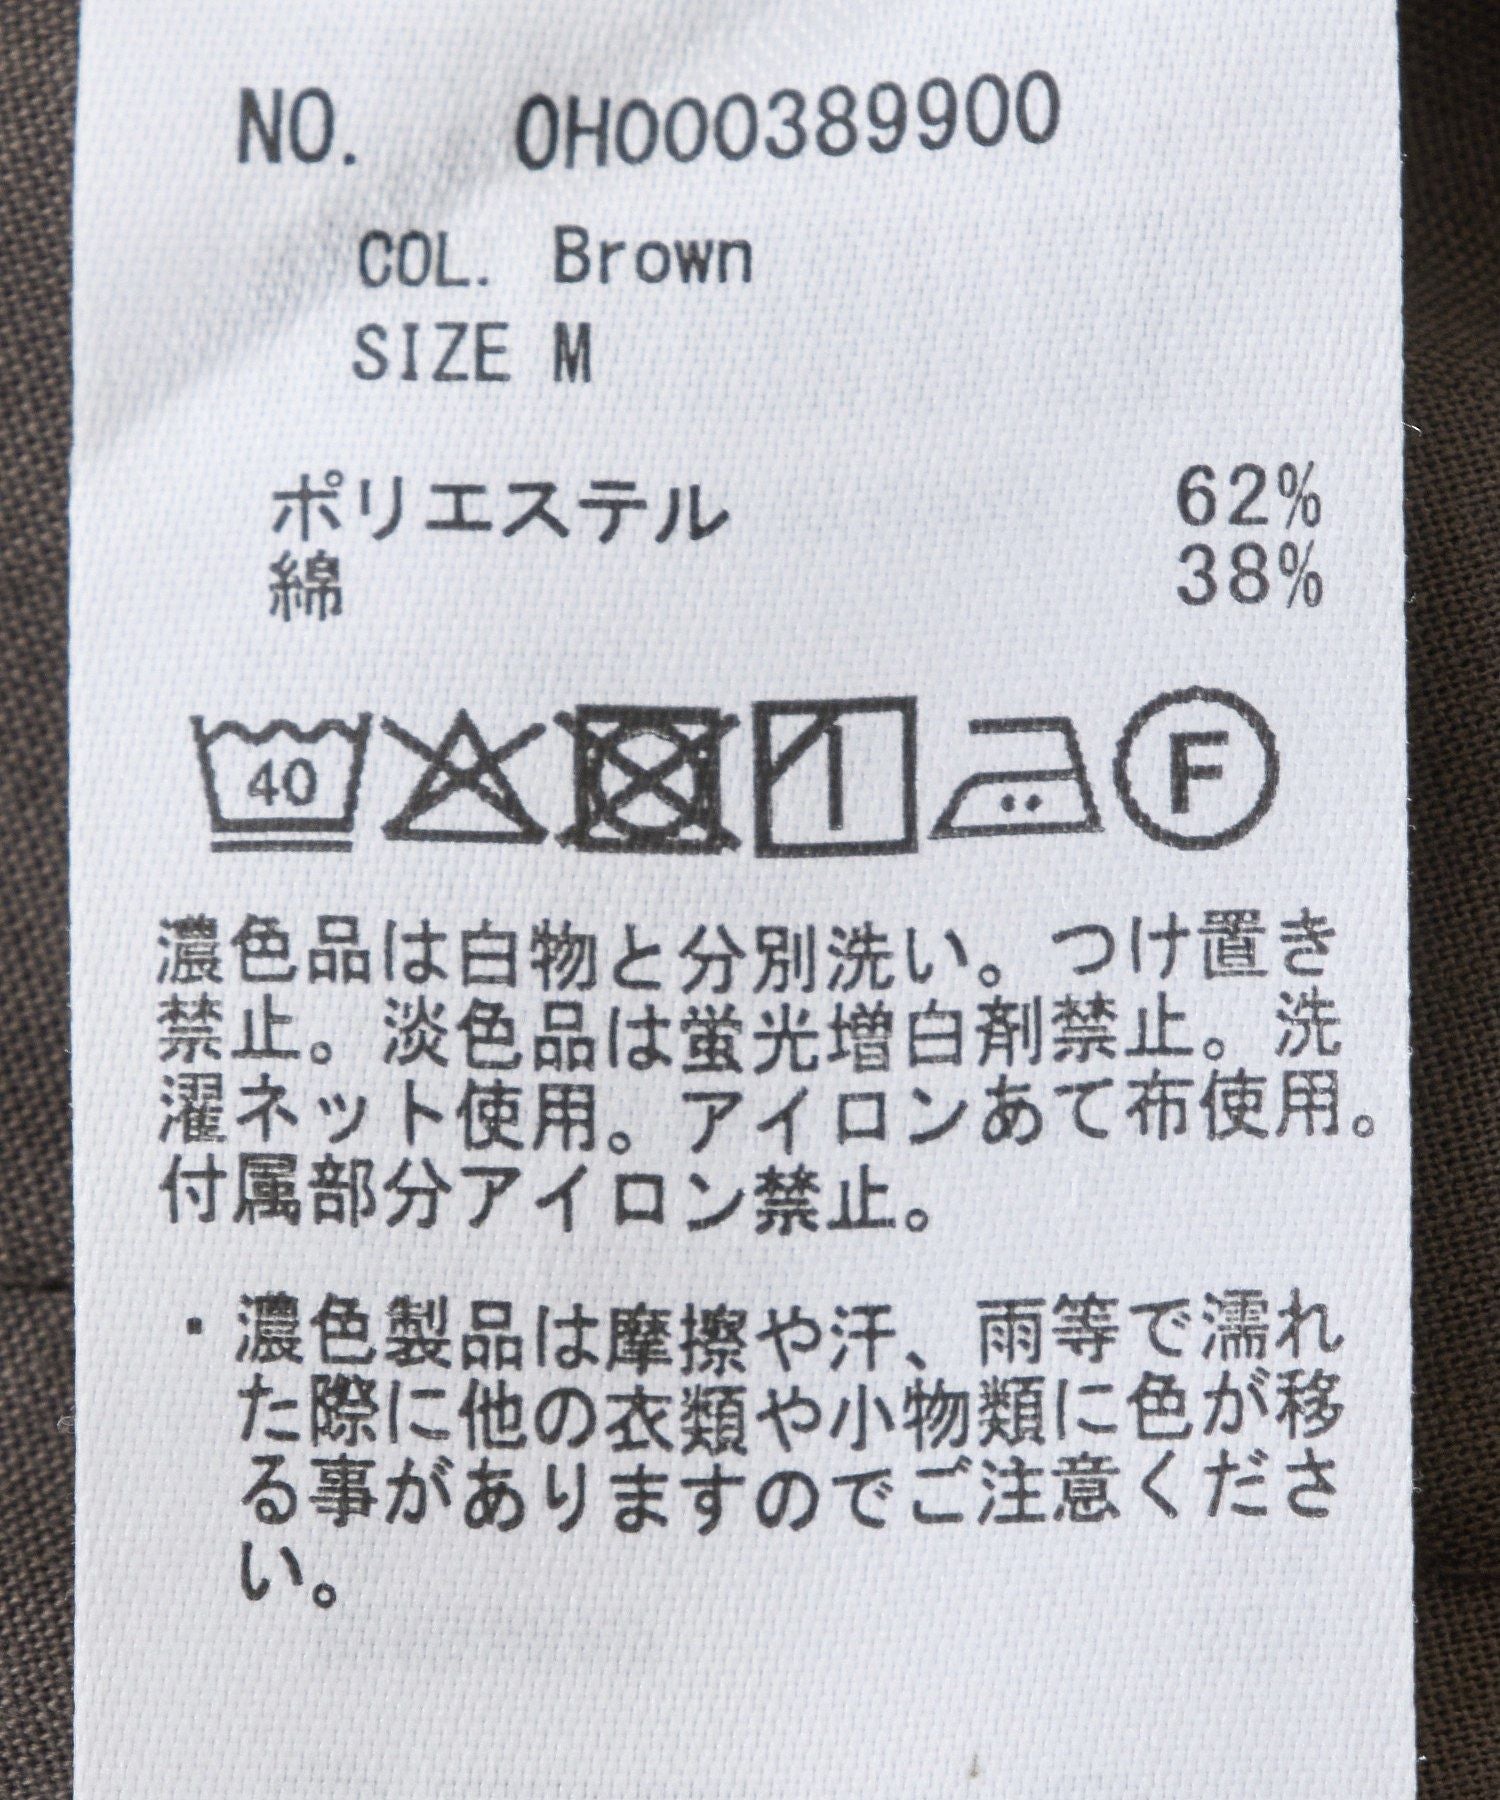 NO. OH000389900
COL. Brown
SIZE M
ポリエステル 62%
綿 38%
40 F
濃色品は白物と分別洗い。つけ置き
禁止。淡色品は蛍光増白剤禁止。洗
濯ネット使用。アイロンあて布使用。
付属部分アイロン禁止。
・濃色製品は摩擦や汗、雨等で濡れ
た際に他の衣類や小物類に色が移
る事がありますのでご注意くださ
い。